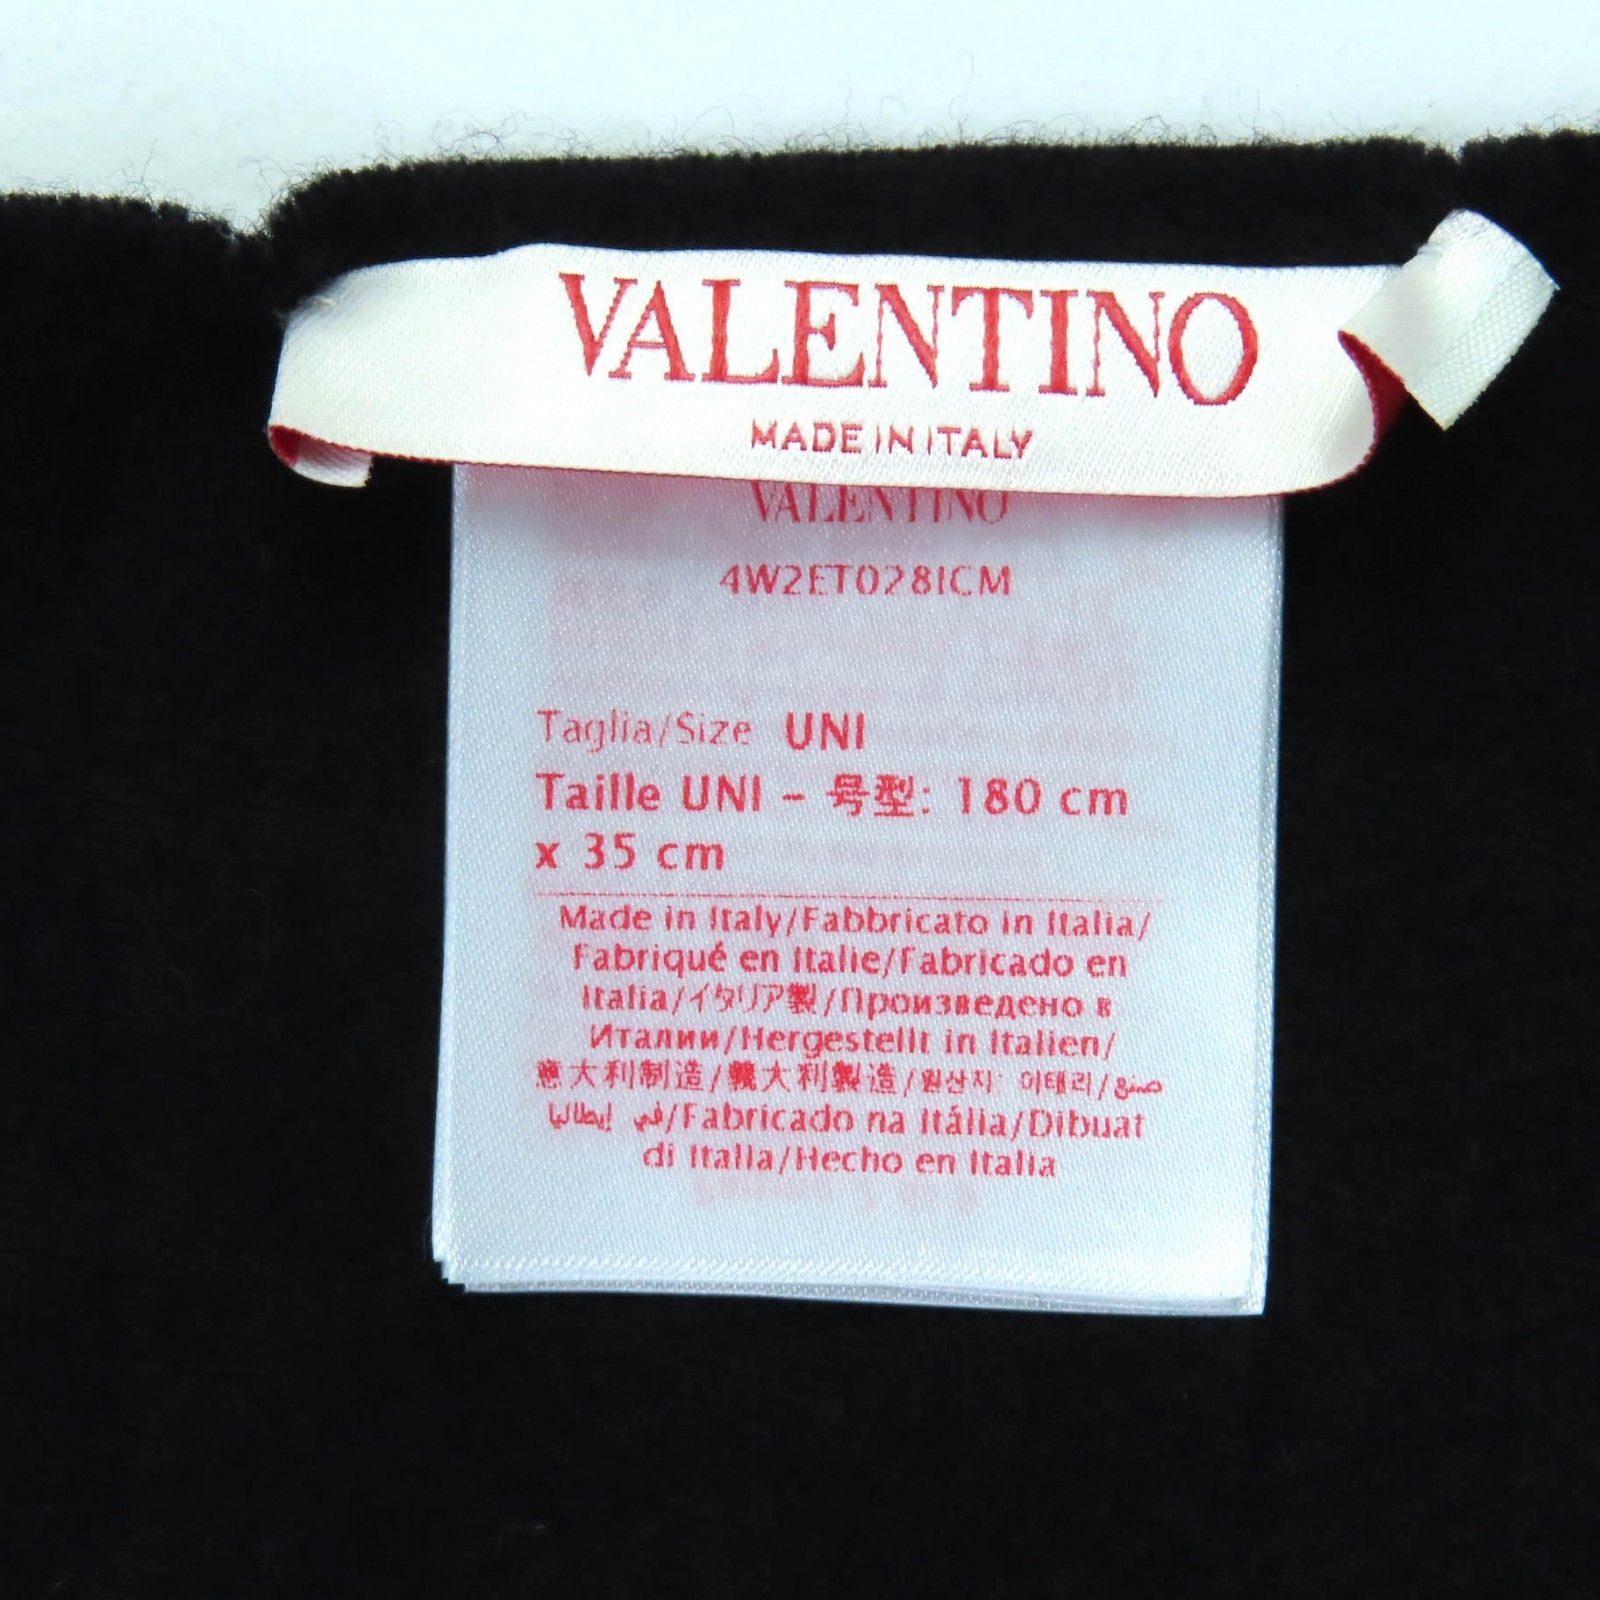 VALENTINO
MADE IN ITALY
VALENTINO
4W2ET028ICM
Taglia/Size UNI
Taille UNI - 号型: 180 cm
x 35 cm
Made in Italy/Fabbricato in Italia/
Fabriqué en Italie/Fabricado en
Italia/イタリア製/Произведено в
Италии/Hergestellt in Italien/
意大利制造/義大利製造/원산지: 이태리/صنع
في إيطاليا/Fabricado na Itália/Dibuat
di Italia/Hecho en Italia